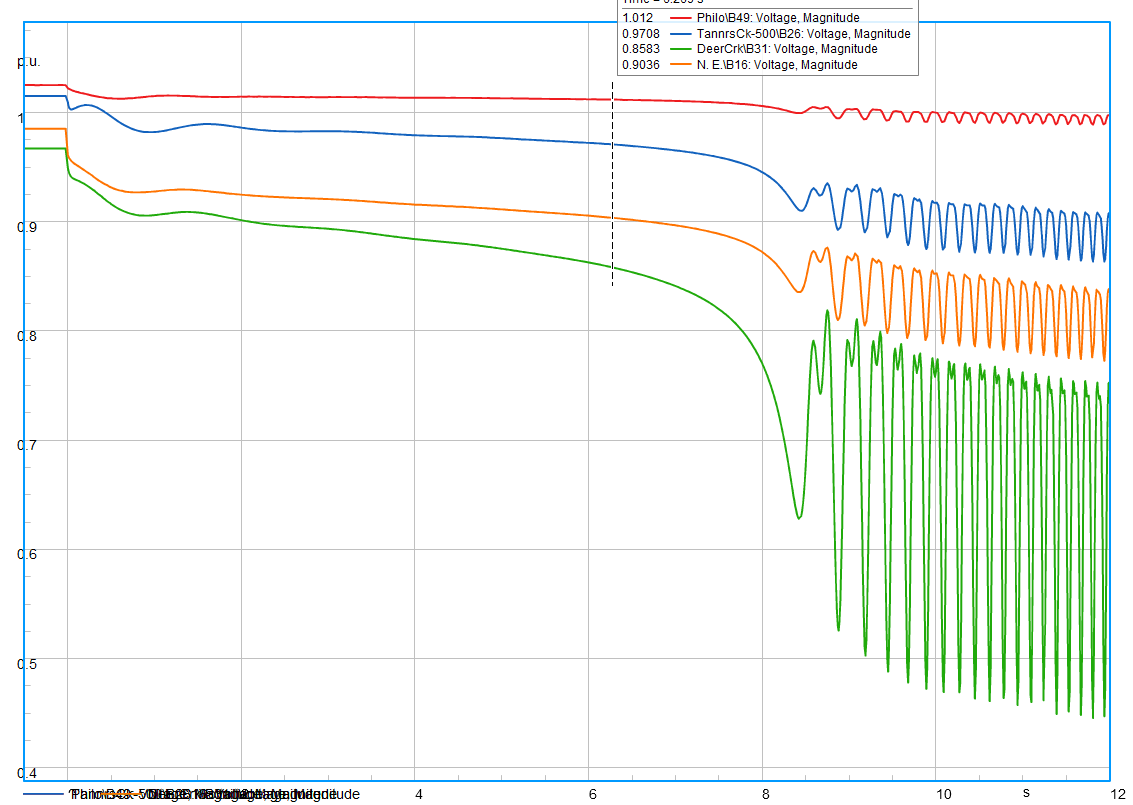 1.012 Philo\B49: Voltage, Magnitude
0.9708 TannrsCk-500\B26: Voltage, Magnitude
0.8583 DeerCrk\B31: Voltage, Magnitude
0.9036 N. E.\B16: Voltage, Magnitude
p.u.
1
0.9
0.8
0.7
0.6
0.5
0.4
4 6 8 10 s 12